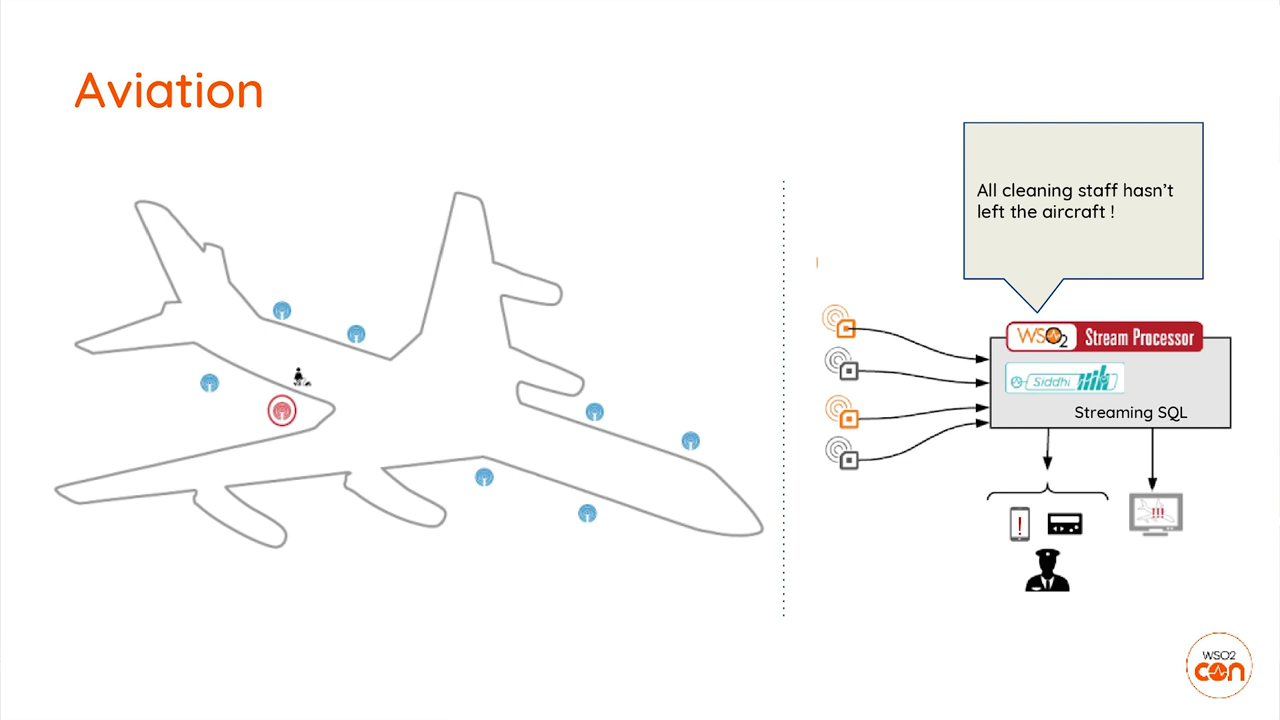 Aviation
All cleaning staff hasn't
left the aircraft !
WSO2 Stream Processor
Siddhi
Streaming SQL
!
!!!
WSO2
con